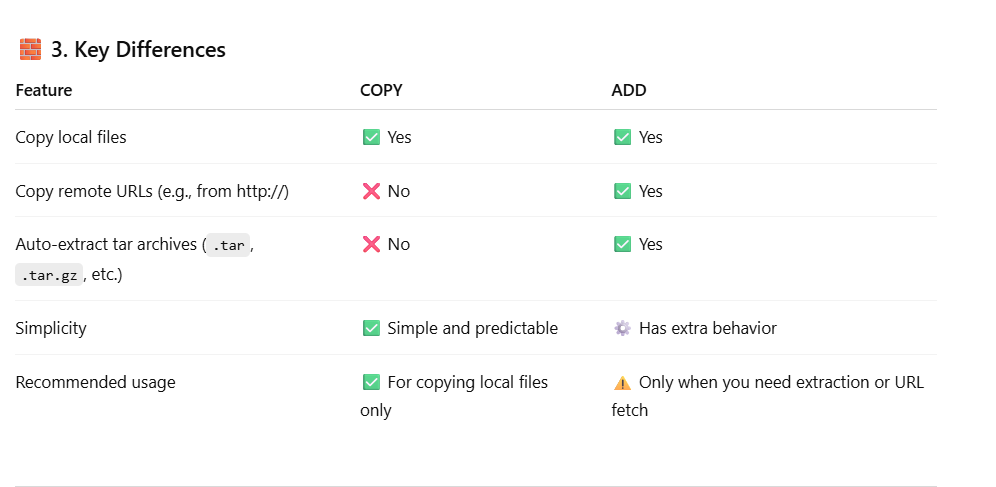 🧱 3. Key Differences
Feature COPY ADD
Copy local files ✅ Yes ✅ Yes
Copy remote URLs (e.g., from http://) ❌ No ✅ Yes
Auto-extract tar archives (.tar, ❌ No ✅ Yes
.tar.gz, etc.)
Simplicity ✅ Simple and predictable ⚙️ Has extra behavior
Recommended usage ✅ For copying local files ⚠️ Only when you need extraction or URL
only fetch